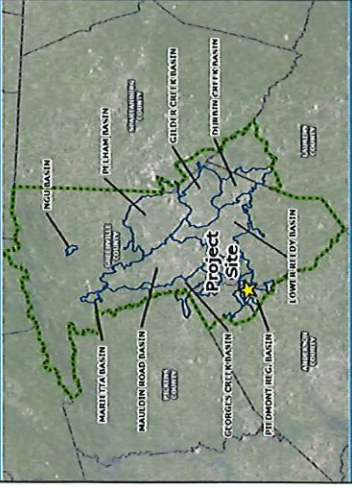 NGU BASIN
PELHAM BASIN
SPARTANBURG
COUNTY
GILDER CREEK BASIN
DURBIN CREEK BASIN
GREENVILLE
COUNTY
LAURENS
COUNTY
Project
Site
LOWER REEDY BASIN
MARIETTA BASIN
MAULDIN ROAD BASIN
PICKENS
COUNTY
GEORGES CREEK BASIN
PIEDMONT REG. BASIN
ANDERSON
COUNTY